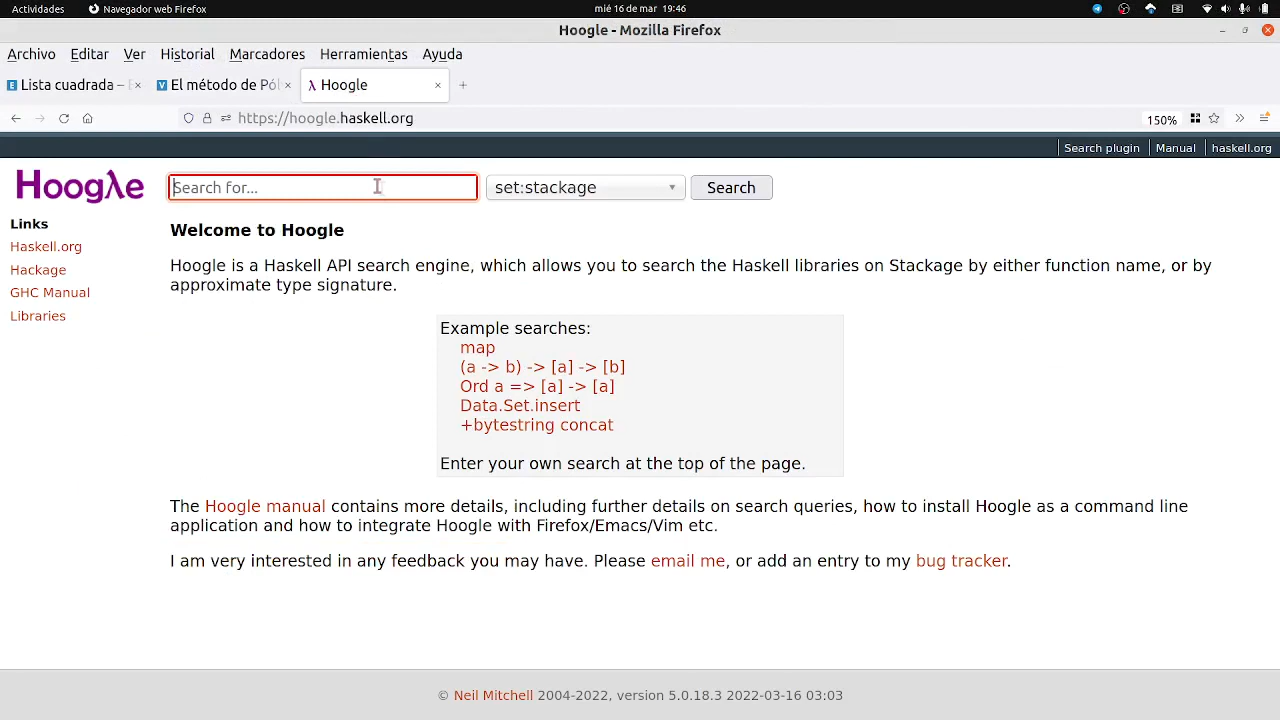 Actividades Navegador web Firefox mié 16 de mar 19:46
Hoogle - Mozilla Firefox
Archivo Editar Ver Historial Marcadores Herramientas Ayuda
Lista cuadrada – El método de Pól Hoogle
https://hoogle.haskell.org 150%
Search plugin Manual haskell.org
Hoogλe Search for... set:stackage Search
Links
Haskell.org
Hackage
GHC Manual
Libraries
Welcome to Hoogle
Hoogle is a Haskell API search engine, which allows you to search the Haskell libraries on Stackage by either function name, or by
approximate type signature.
Example searches:
map
(a -> b) -> [a] -> [b]
Ord a => [a] -> [a]
Data.Set.insert
+bytestring concat
Enter your own search at the top of the page.
The Hoogle manual contains more details, including further details on search queries, how to install Hoogle as a command line
application and how to integrate Hoogle with Firefox/Emacs/Vim etc.
I am very interested in any feedback you may have. Please email me, or add an entry to my bug tracker.
© Neil Mitchell 2004-2022, version 5.0.18.3 2022-03-16 03:03